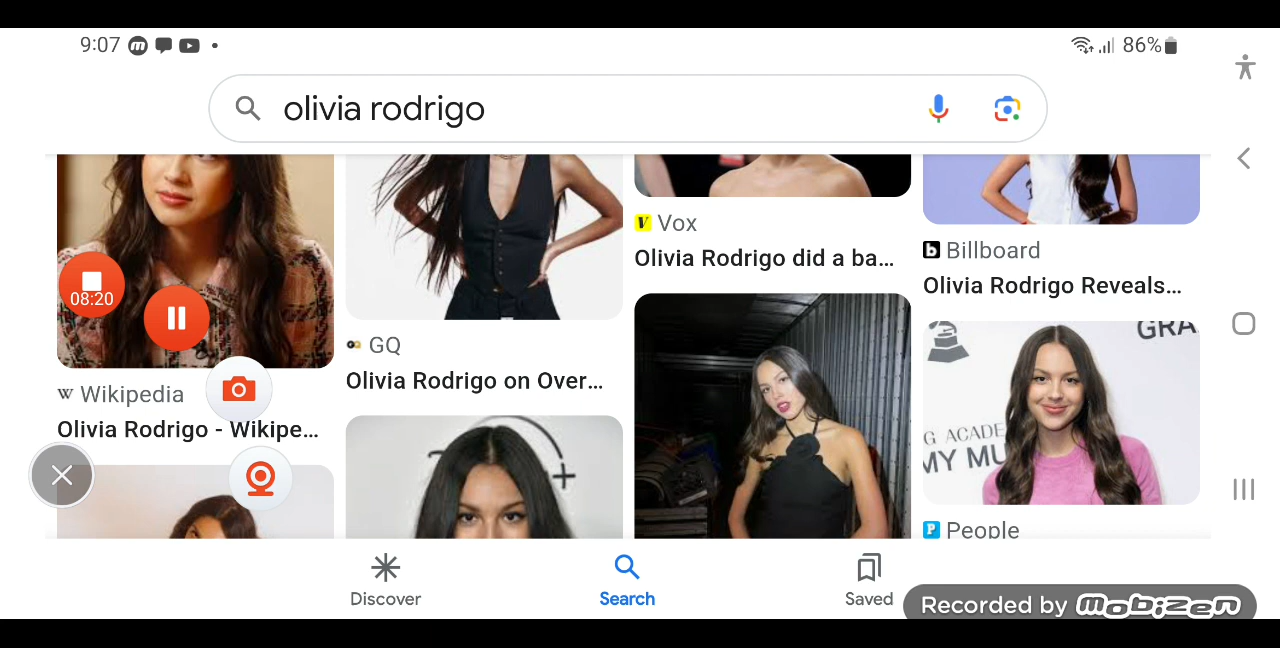 9:07
86%
olivia rodrigo
08:20
Wikipedia
Olivia Rodrigo - Wikipe...
GQ
Olivia Rodrigo on Over...
Vox
Olivia Rodrigo did a ba...
Billboard
Olivia Rodrigo Reveals...
GRA
G ACADE
MY MU
People
Discover
Search
Saved
Recorded by mobizen